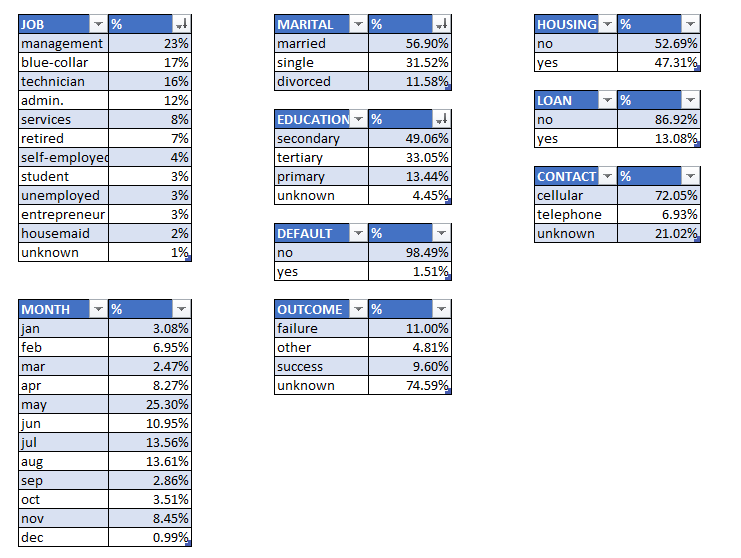 JOB %
management 23%
blue-collar 17%
technician 16%
admin. 12%
services 8%
retired 7%
self-employed 4%
student 3%
unemployed 3%
entrepreneur 3%
housemaid 2%
unknown 1%
MONTH %
jan 3.08%
feb 6.95%
mar 2.47%
apr 8.27%
may 25.30%
jun 10.95%
jul 13.56%
aug 13.61%
sep 2.86%
oct 3.51%
nov 8.45%
dec 0.99%
MARITAL %
married 56.90%
single 31.52%
divorced 11.58%
EDUCATION %
secondary 49.06%
tertiary 33.05%
primary 13.44%
unknown 4.45%
DEFAULT %
no 98.49%
yes 1.51%
OUTCOME %
failure 11.00%
other 4.81%
success 9.60%
unknown 74.59%
HOUSING %
no 52.69%
yes 47.31%
LOAN %
no 86.92%
yes 13.08%
CONTACT %
cellular 72.05%
telephone 6.93%
unknown 21.02%